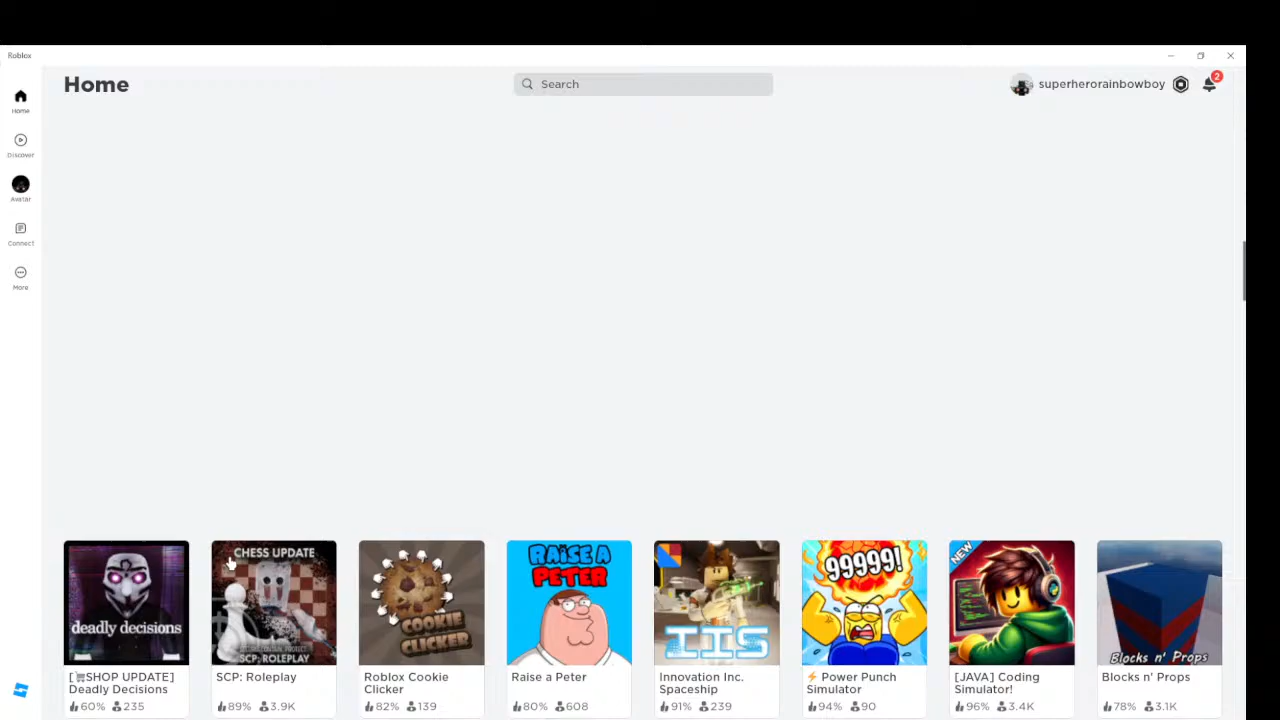 Roblox
Home
Search
superherorainbowboy
2
Home
Discover
Avatar
Connect
More
deadly decisions
CHESS UPDATE
SCP: ROLEPLAY
COOKIE
CLICKER
RAISE A
PETER
IIS
99999!
NEW
Blocks n' Props
[🛒SHOP UPDATE]
Deadly Decisions
60% 235
SCP: Roleplay
89% 3.9K
Roblox Cookie
Clicker
82% 139
Raise a Peter
80% 608
Innovation Inc.
Spaceship
91% 239
⚡ Power Punch
Simulator
94% 90
[JAVA] Coding
Simulator!
96% 3.4K
Blocks n' Props
78% 3.1K